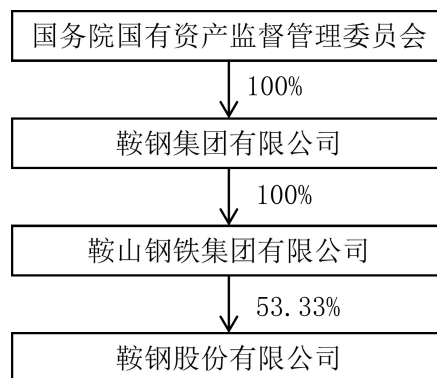 国务院国有资产监督管理委员会
100%
鞍钢集团有限公司
100%
鞍山钢铁集团有限公司
53.33%
鞍钢股份有限公司